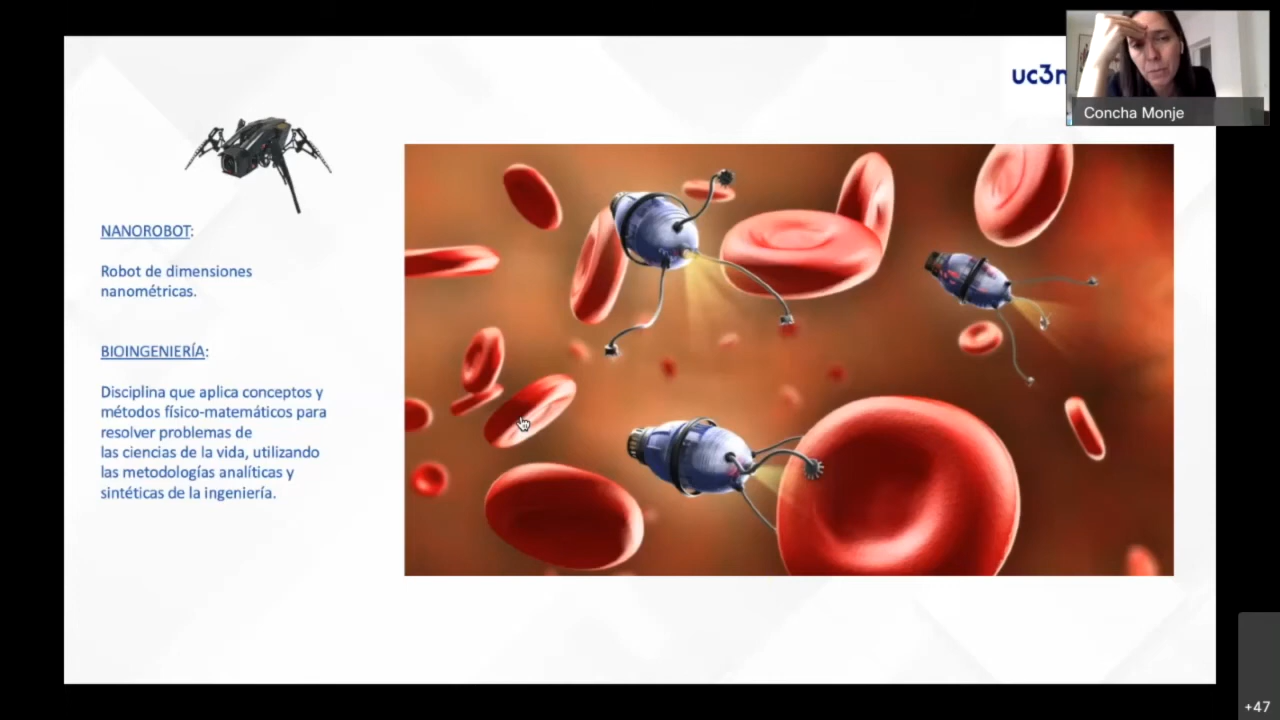 uc3m
Concha Monje
NANOROBOT:
Robot de dimensiones
nanométricas.
BIOINGENIERÍA:
Disciplina que aplica conceptos y
métodos físico-matemáticos para
resolver problemas de
las ciencias de la vida, utilizando
las metodologías analíticas y
sintéticas de la ingeniería.
+47